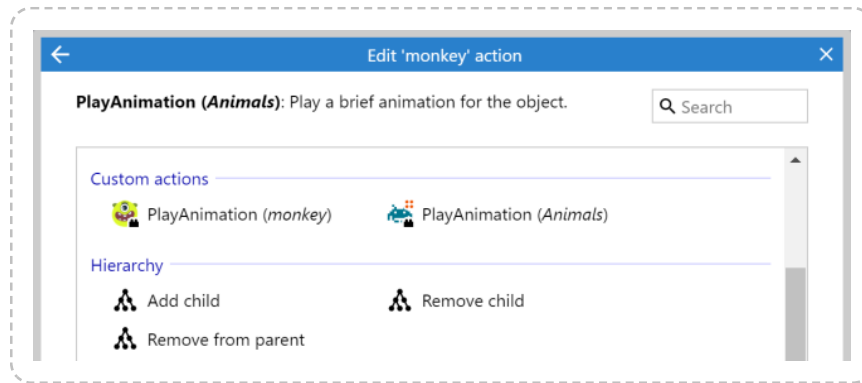 Edit 'monkey' action
PlayAnimation (Animals): Play a brief animation for the object.
Search
Custom actions
PlayAnimation (monkey) PlayAnimation (Animals)
Hierarchy
Add child Remove child
Remove from parent